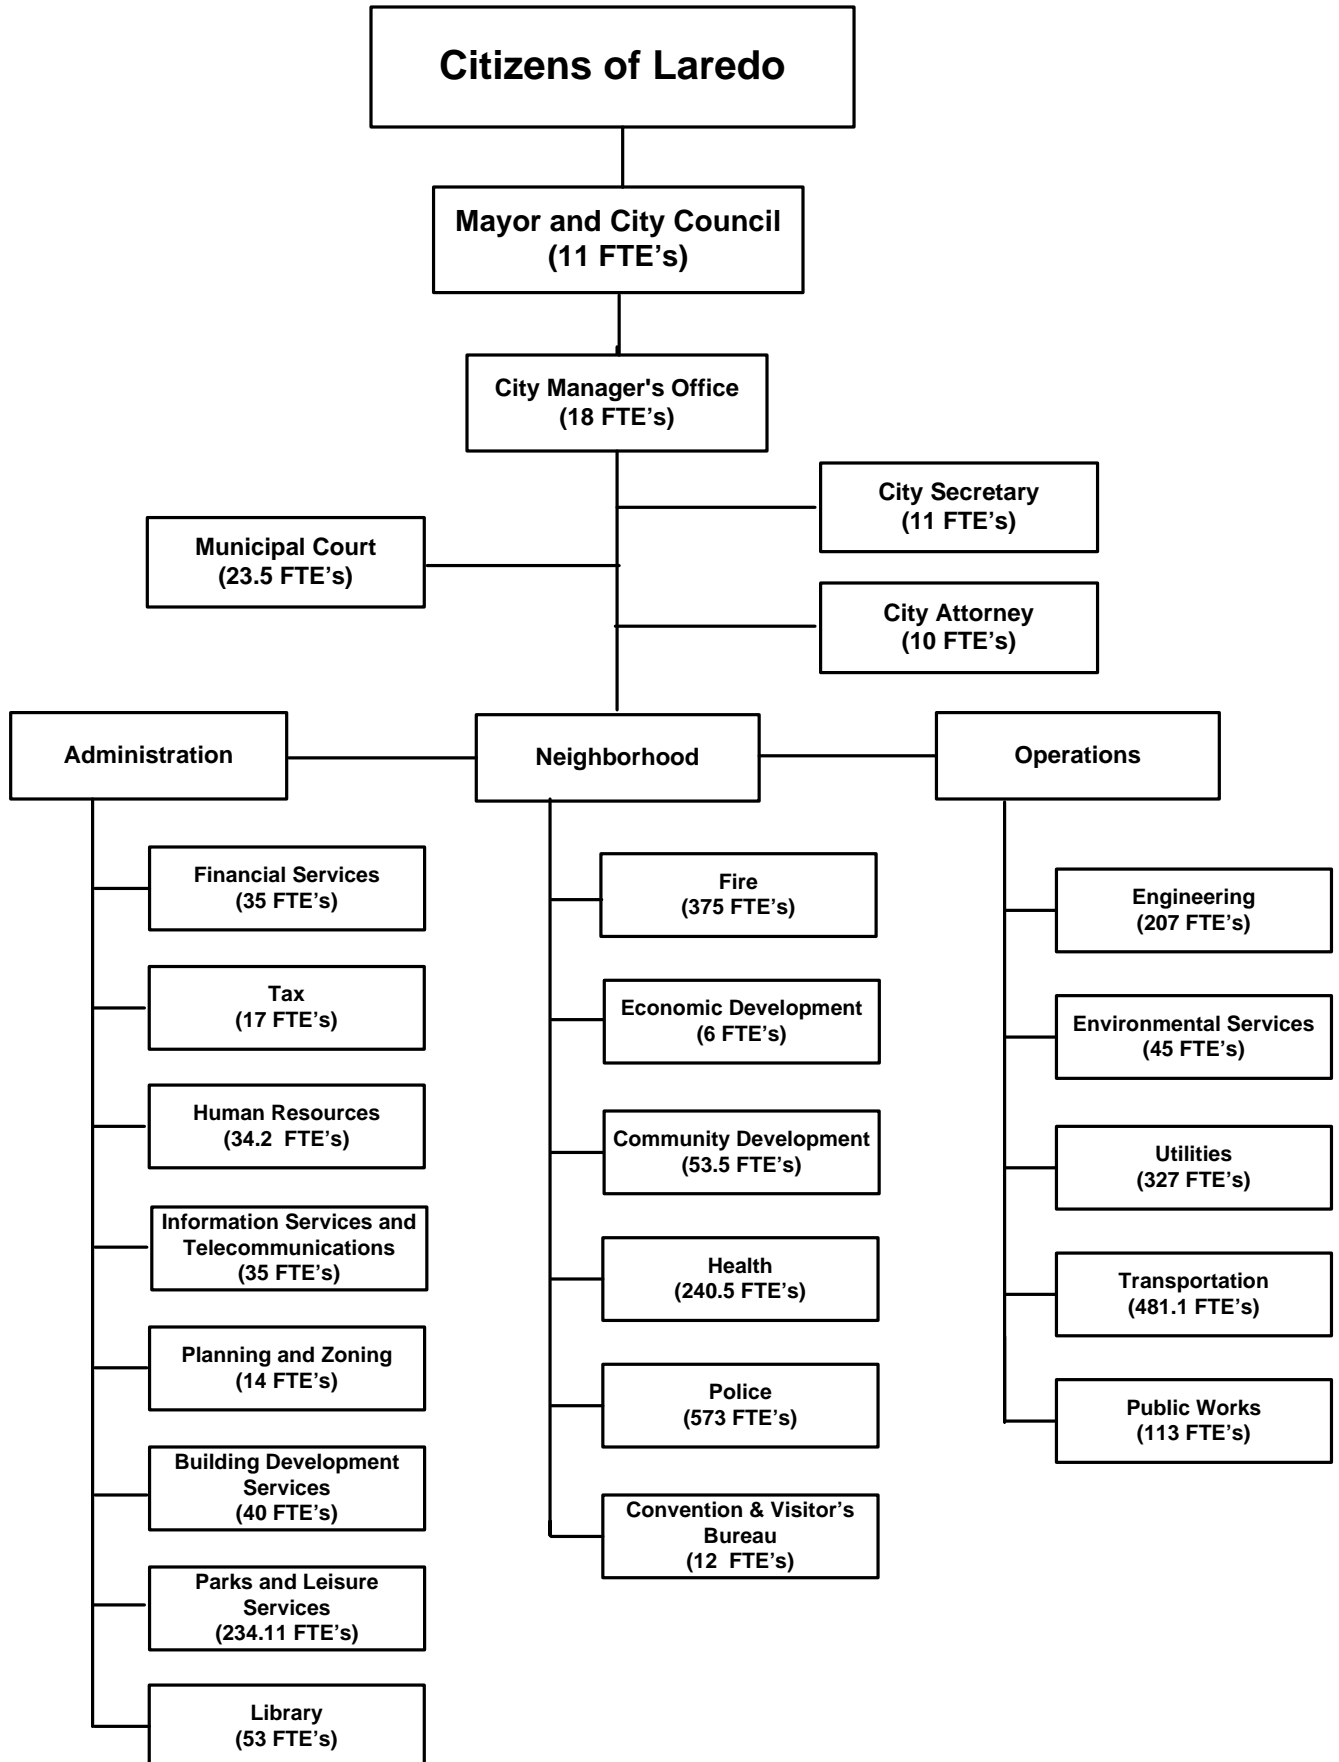 Citizens of Laredo
Mayor and City Council
(11 FTE’s)
City Manager's Office
(18 FTE’s)
City Secretary
(11 FTE’s)
Municipal Court
(23.5 FTE’s)
City Attorney
(10 FTE’s)
Administration
Neighborhood
Operations
Financial Services
(35 FTE’s)
Tax
(17 FTE’s)
Human Resources
(34.2  FTE’s)
Information Services and
Telecommunications
(35 FTE’s)
Planning and Zoning
(14 FTE’s)
Building Development
Services
(40 FTE’s)
Parks and Leisure
Services
(234.11 FTE’s)
Library
(53 FTE’s)
Fire
(375 FTE’s)
Economic Development
(6 FTE’s)
Community Development
(53.5 FTE’s)
Health
(240.5 FTE’s)
Police
(573 FTE’s)
Convention & Visitor’s
Bureau
(12  FTE’s)
Engineering
(207 FTE’s)
Environmental Services
(45 FTE’s)
Utilities
(327 FTE’s)
Transportation
(481.1 FTE’s)
Public Works
(113 FTE’s)